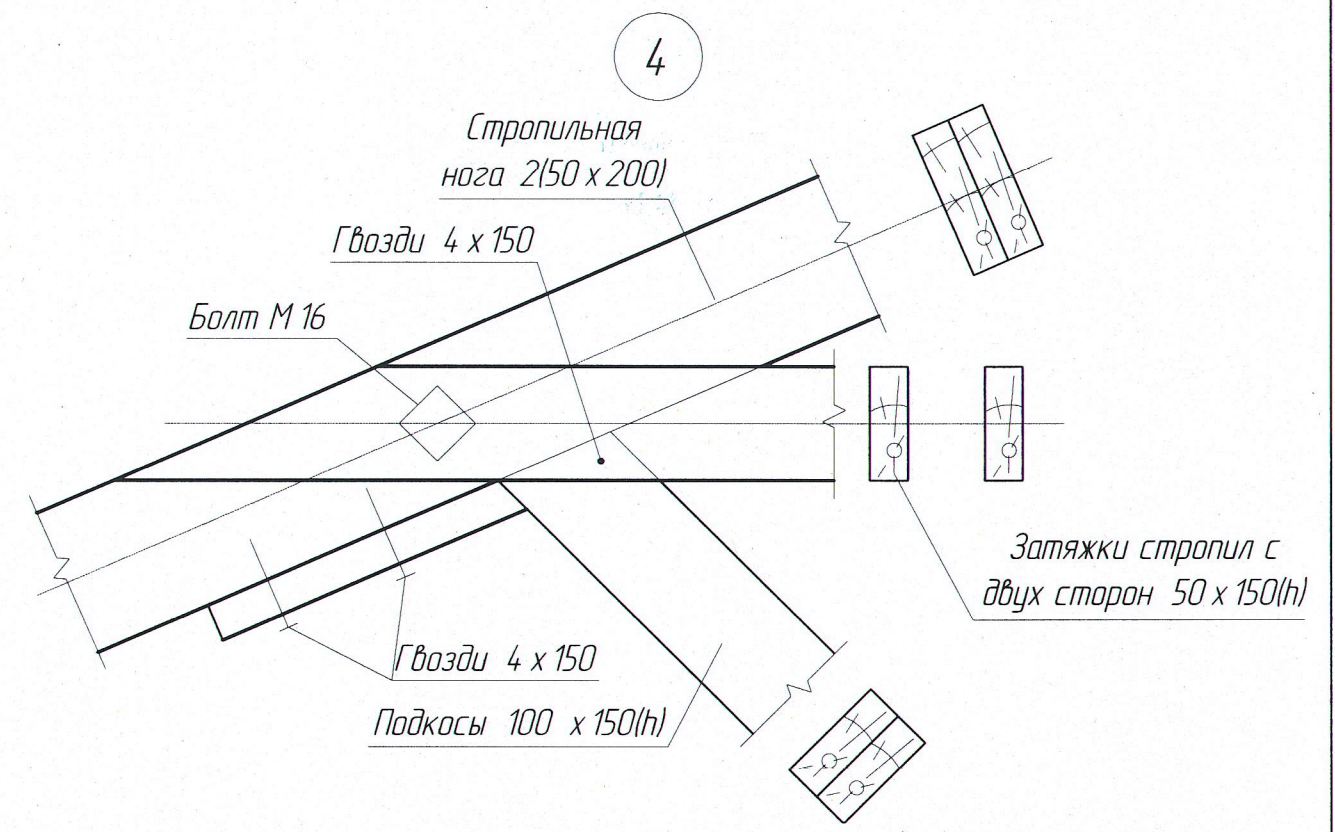 4
Стропильная
нога 2(50 х 200)
Гвозди 4 х 150
Болт М 16
Затяжки стропил с
двух сторон 50 х 150(h)
Гвозди 4 х 150
Подкосы 100 х 150(h)